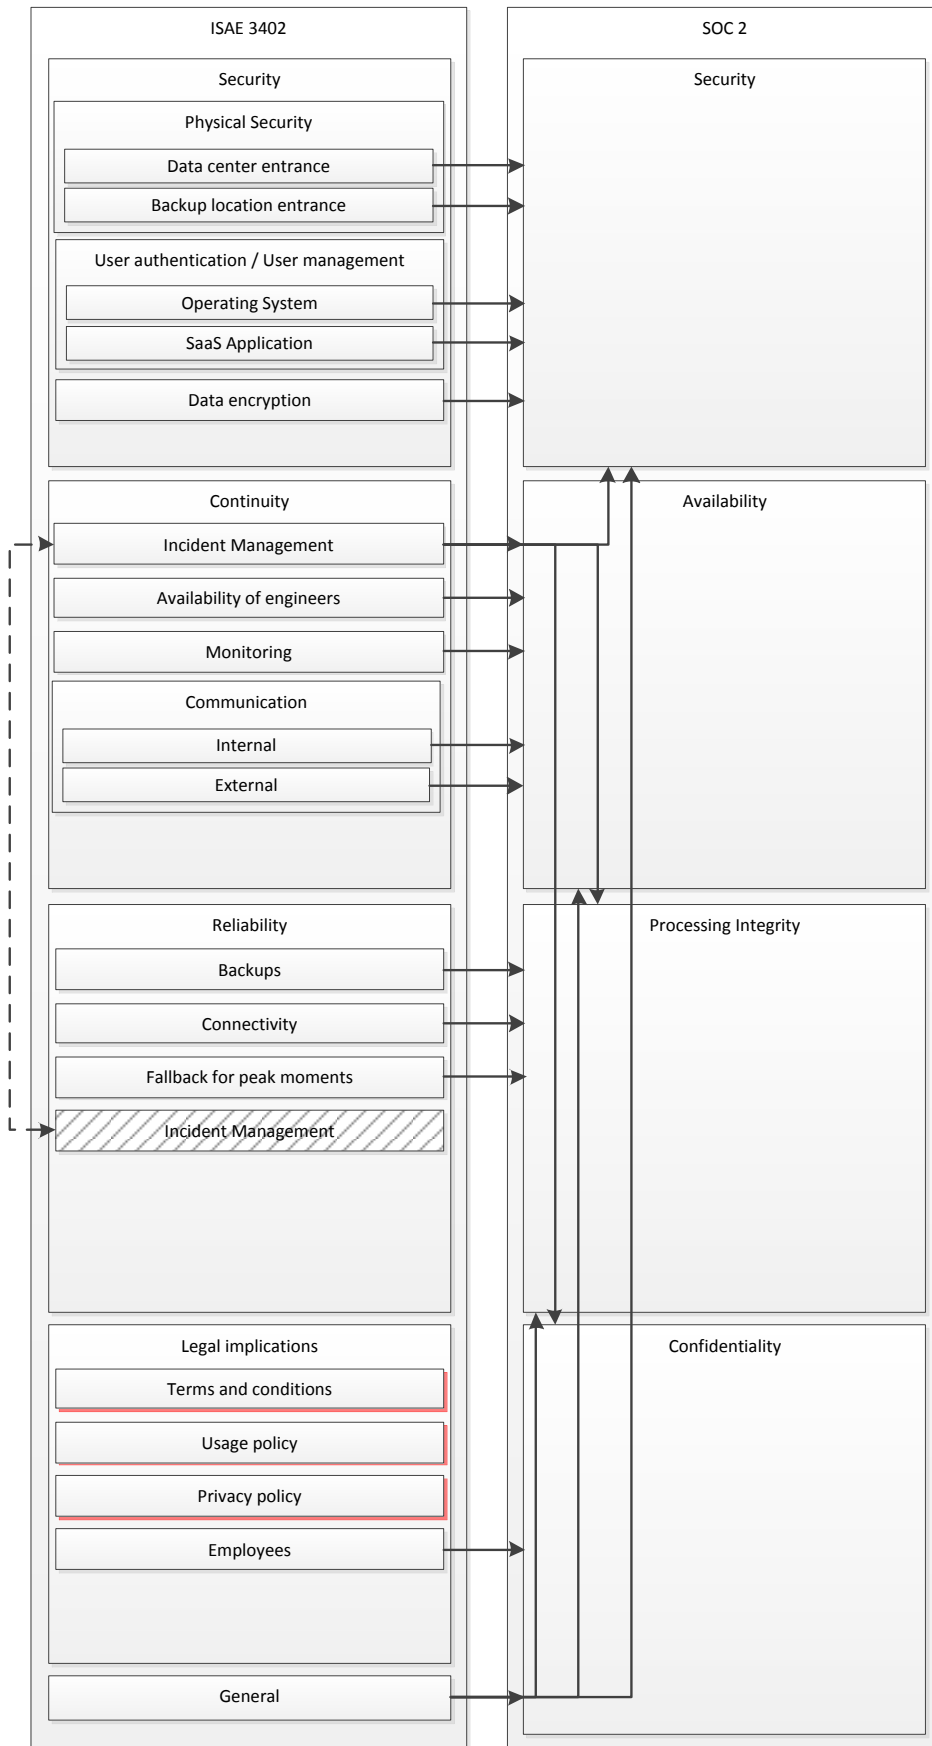 ISAE 3402
SOC 2
Security
Physical Security
Data center entrance
Backup location entrance
User authentication / User management
Operating System
SaaS Application
Data encryption
Security
Continuity
Incident Management
Availability of engineers
Monitoring
Communication
Internal
External
Availability
Reliability
Backups
Connectivity
Fallback for peak moments
Incident Management
Processing Integrity
Legal implications
Terms and conditions
Usage policy
Privacy policy
Employees
General
Confidentiality